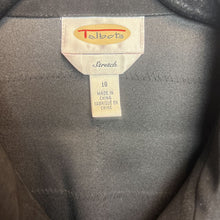 Talbots
Stretch
10
MADE IN
CHINA
FABRIQUÉ EN
CHINE